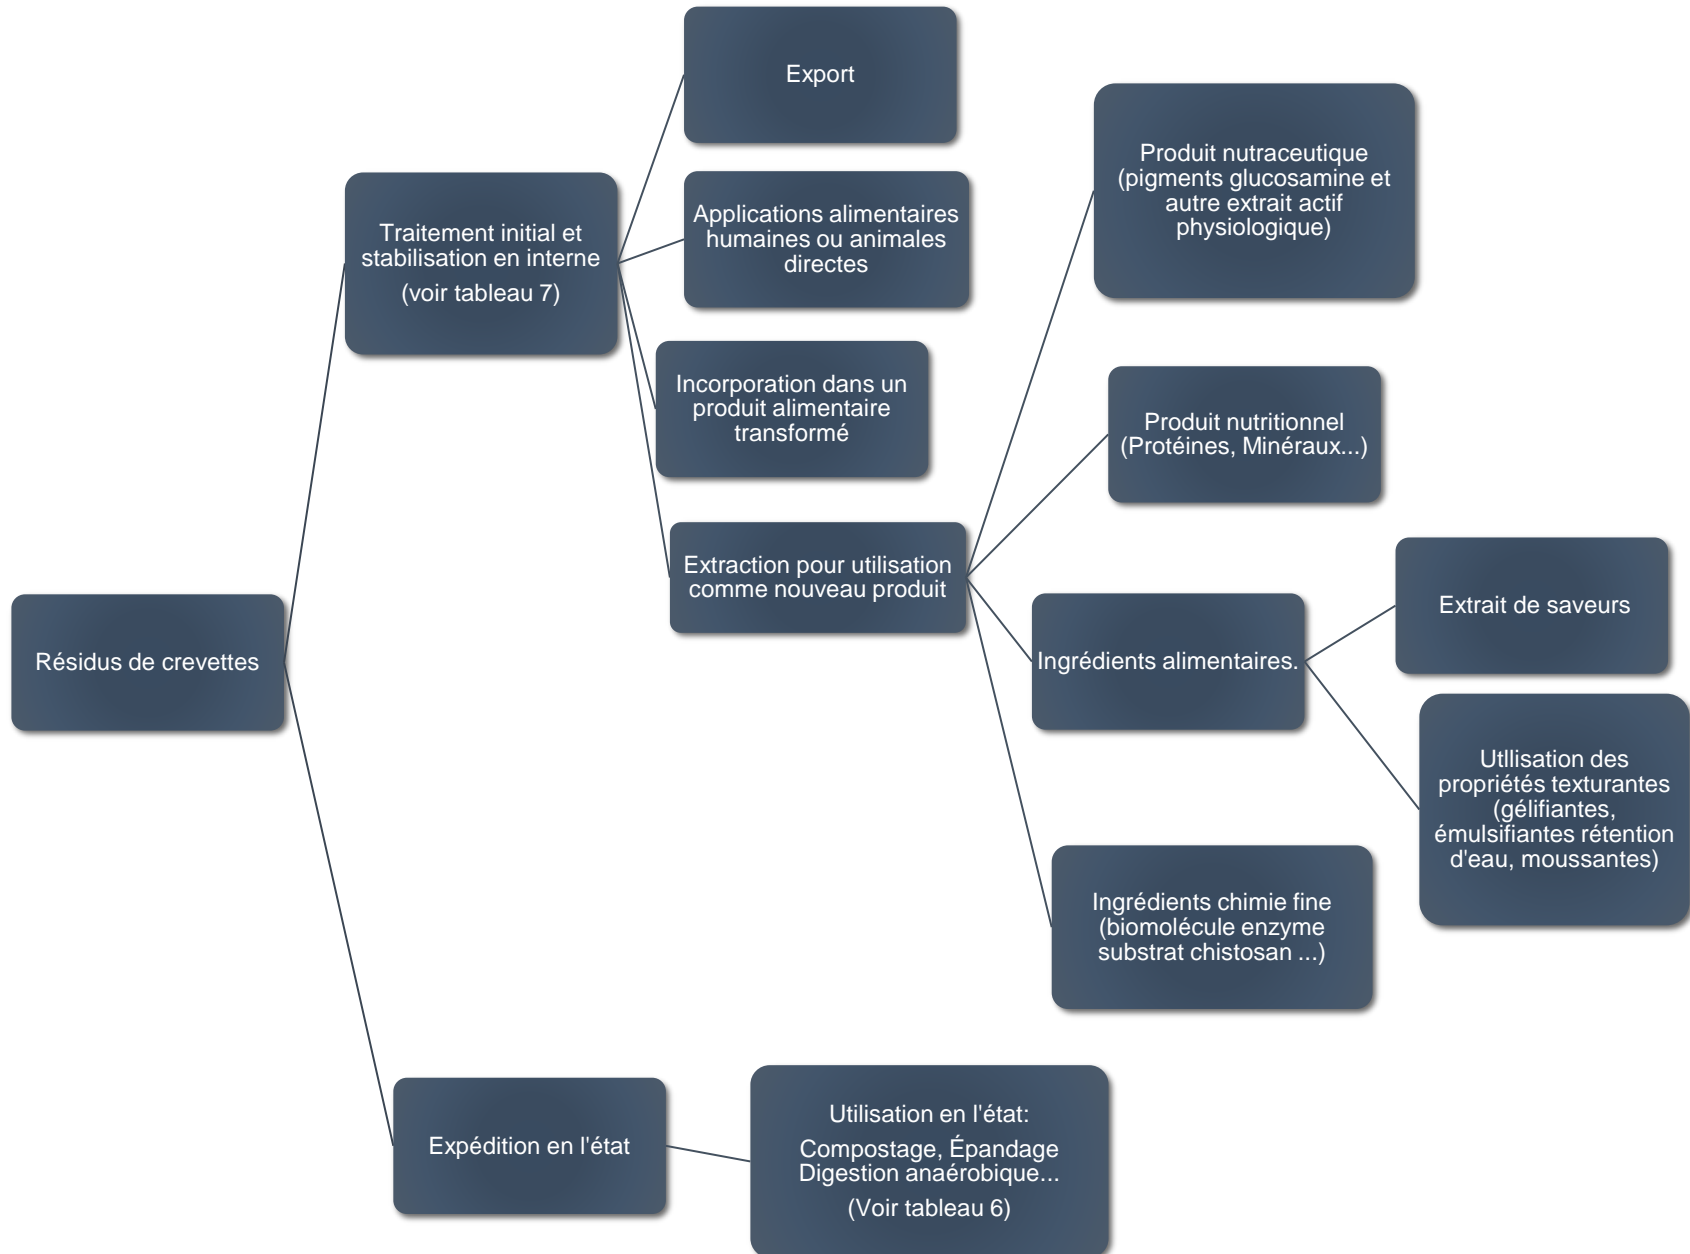 Export
Produit nutraceutique
(pigments glucosamine et
autre extrait actif
physiologique)
Traitement initial et
stabilisation en interne
(voir tableau 7)
Applications alimentaires
humaines ou animales
directes
Incorporation dans un
produit alimentaire
transformé
Produit nutritionnel
(Protéines, Minéraux...)
Extraction pour utilisation
comme nouveau produit
Extrait de saveurs
Résidus de crevettes
Ingrédients alimentaires.
Utllisation des
propriétés texturantes
(gélifiantes,
émulsifiantes rétention
d'eau, moussantes)
Ingrédients chimie fine
(biomolécule enzyme
substrat chistosan ...)
Expédition en l'état
Utilisation en l'état:
Compostage, Épandage
Digestion anaérobique...
(Voir tableau 6)